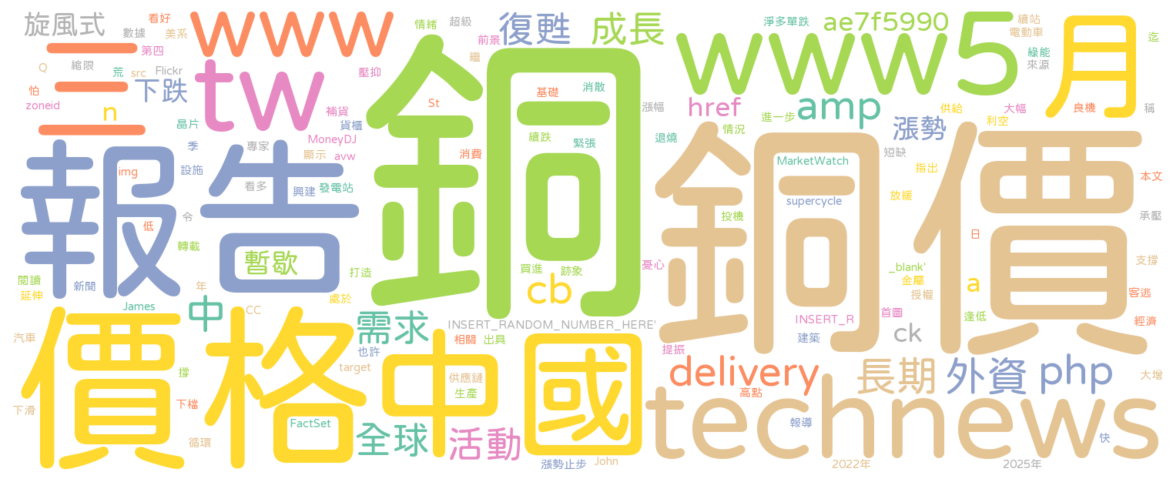 旋風式 數據 看好 美系 www 情緒 超級 復甦 成長 淨多單跌 ae7f5990 續站 電動車 綠能 來源 迄
三 縮限 第四 荒 src Flickr 壓抑 前景 繼 www 5 月
Q 怕 zoneid 下跌 tw 補貨 St 銅 基礎 消散 漲幅 href amp 進一步 供給 大幅 良機 稱
n 晶片 貨櫃 續跌 緊張 退燒 情況 漲勢 利空
二 季 專家 MoneyDJ 顯示 avw 消費 MarketWatch 短缺
報告 img 設施 看多 興建 發電站 銅價 supercycle 指出 本文
低 令 投機 放緩 承壓
轉載 暫歇 打造 買進 跡象 憂心 日 支撐
閱讀 延伸 新聞 年 處於 cb _blank' 金屬 授權 a 客逃
James 中 CC 需求 INSERT_RANDOM_NUMBER_HERE' INSERT_R 首圖 逢低 經濟
汽車 價格 也許 相關 出具 中國 提振 建築 ck
撐 target 供應鏈 生產 delivery 長期 外資 php 大增
下滑 下檔 高點
循環 FactSet 全球 活動 technews 報導 快
漲勢止步 John 2022年 2025年